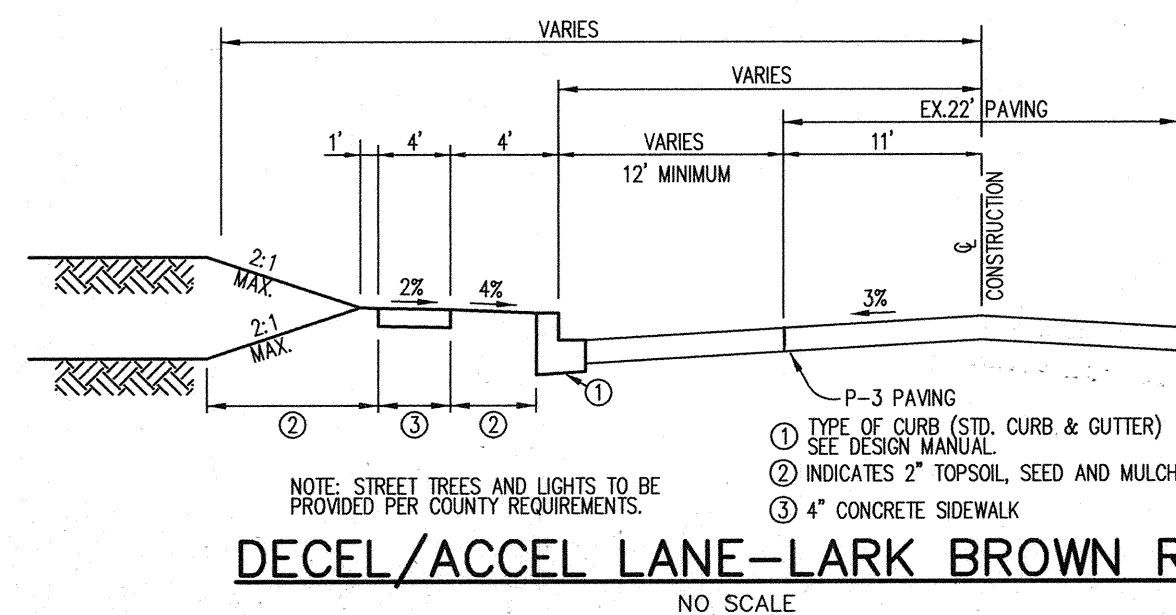 VARIES
VARIES
EX.22' PAVING
1'
4'
4'
VARIES
11'
12' MINIMUM
℄
CONSTRUCTION
2:1
MAX.
2%
4%
3%
2:1
MAX.
P-3 PAVING
①
②
③
②
① TYPE OF CURB (STD. CURB & GUTTER)
SEE DESIGN MANUAL.
② INDICATES 2" TOPSOIL, SEED AND MULCH
③ 4" CONCRETE SIDEWALK
NOTE: STREET TREES AND LIGHTS TO BE
PROVIDED PER COUNTY REQUIREMENTS.
DECEL/ACCEL LANE-LARK BROWN R
NO SCALE